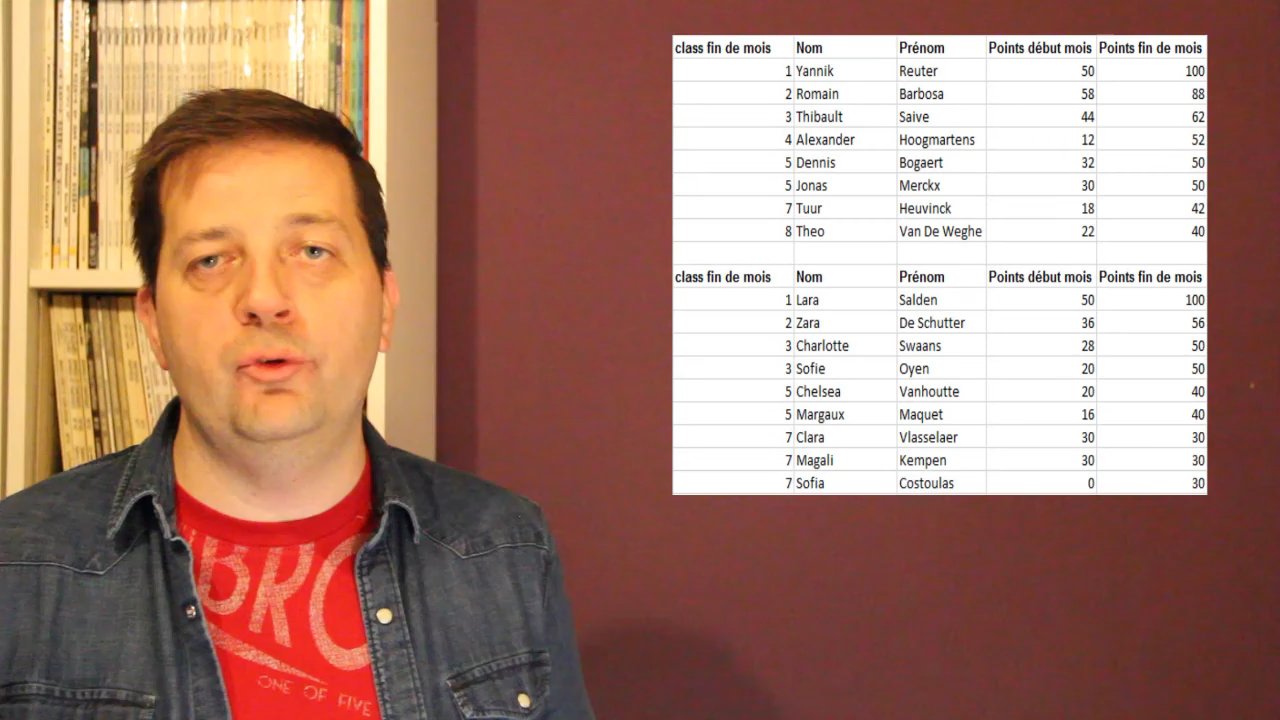 class fin de mois Nom Prénom Points début mois Points fin de mois
1 Yannik Reuter 50 100
2 Romain Barbosa 58 88
3 Thibault Saive 44 62
4 Alexander Hoogmartens 12 52
5 Dennis Bogaert 32 50
5 Jonas Merckx 30 50
7 Tuur Heuvinck 18 42
8 Theo Van De Weghe 22 40
class fin de mois Nom Prénom Points début mois Points fin de mois
1 Lara Salden 50 100
2 Zara De Schutter 36 56
3 Charlotte Swaans 28 50
3 Sofie Oyen 20 50
5 Chelsea Vanhoutte 20 40
5 Margaux Maquet 16 40
7 Clara Vlasselaer 30 30
7 Magali Kempen 30 30
7 Sofia Costoulas 0 30
ONE OF FIVE